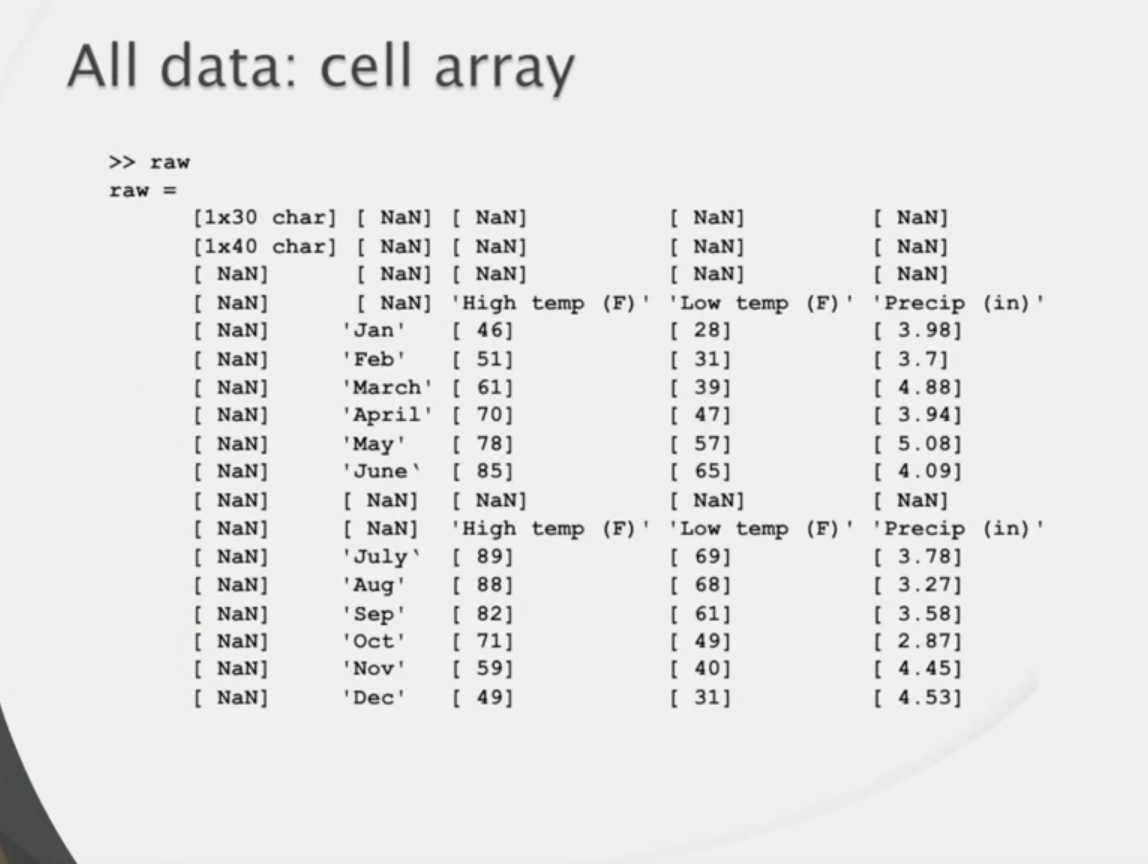 All data: cell array
>> raw
raw =
[1x30 char] [ NaN] [ NaN] [ NaN] [ NaN]
[1x40 char] [ NaN] [ NaN] [ NaN] [ NaN]
[ NaN] [ NaN] [ NaN] [ NaN] [ NaN]
[ NaN] [ NaN] 'High temp (F)' 'Low temp (F)' 'Precip (in)'
[ NaN] 'Jan' [ 46] [ 28] [ 3.98]
[ NaN] 'Feb' [ 51] [ 31] [ 3.7]
[ NaN] 'March' [ 61] [ 39] [ 4.88]
[ NaN] 'April' [ 70] [ 47] [ 3.94]
[ NaN] 'May' [ 78] [ 57] [ 5.08]
[ NaN] 'June` [ 85] [ 65] [ 4.09]
[ NaN] [ NaN] [ NaN] [ NaN] [ NaN]
[ NaN] [ NaN] 'High temp (F)' 'Low temp (F)' 'Precip (in)'
[ NaN] 'July` [ 89] [ 69] [ 3.78]
[ NaN] 'Aug' [ 88] [ 68] [ 3.27]
[ NaN] 'Sep' [ 82] [ 61] [ 3.58]
[ NaN] 'Oct' [ 71] [ 49] [ 2.87]
[ NaN] 'Nov' [ 59] [ 40] [ 4.45]
[ NaN] 'Dec' [ 49] [ 31] [ 4.53]